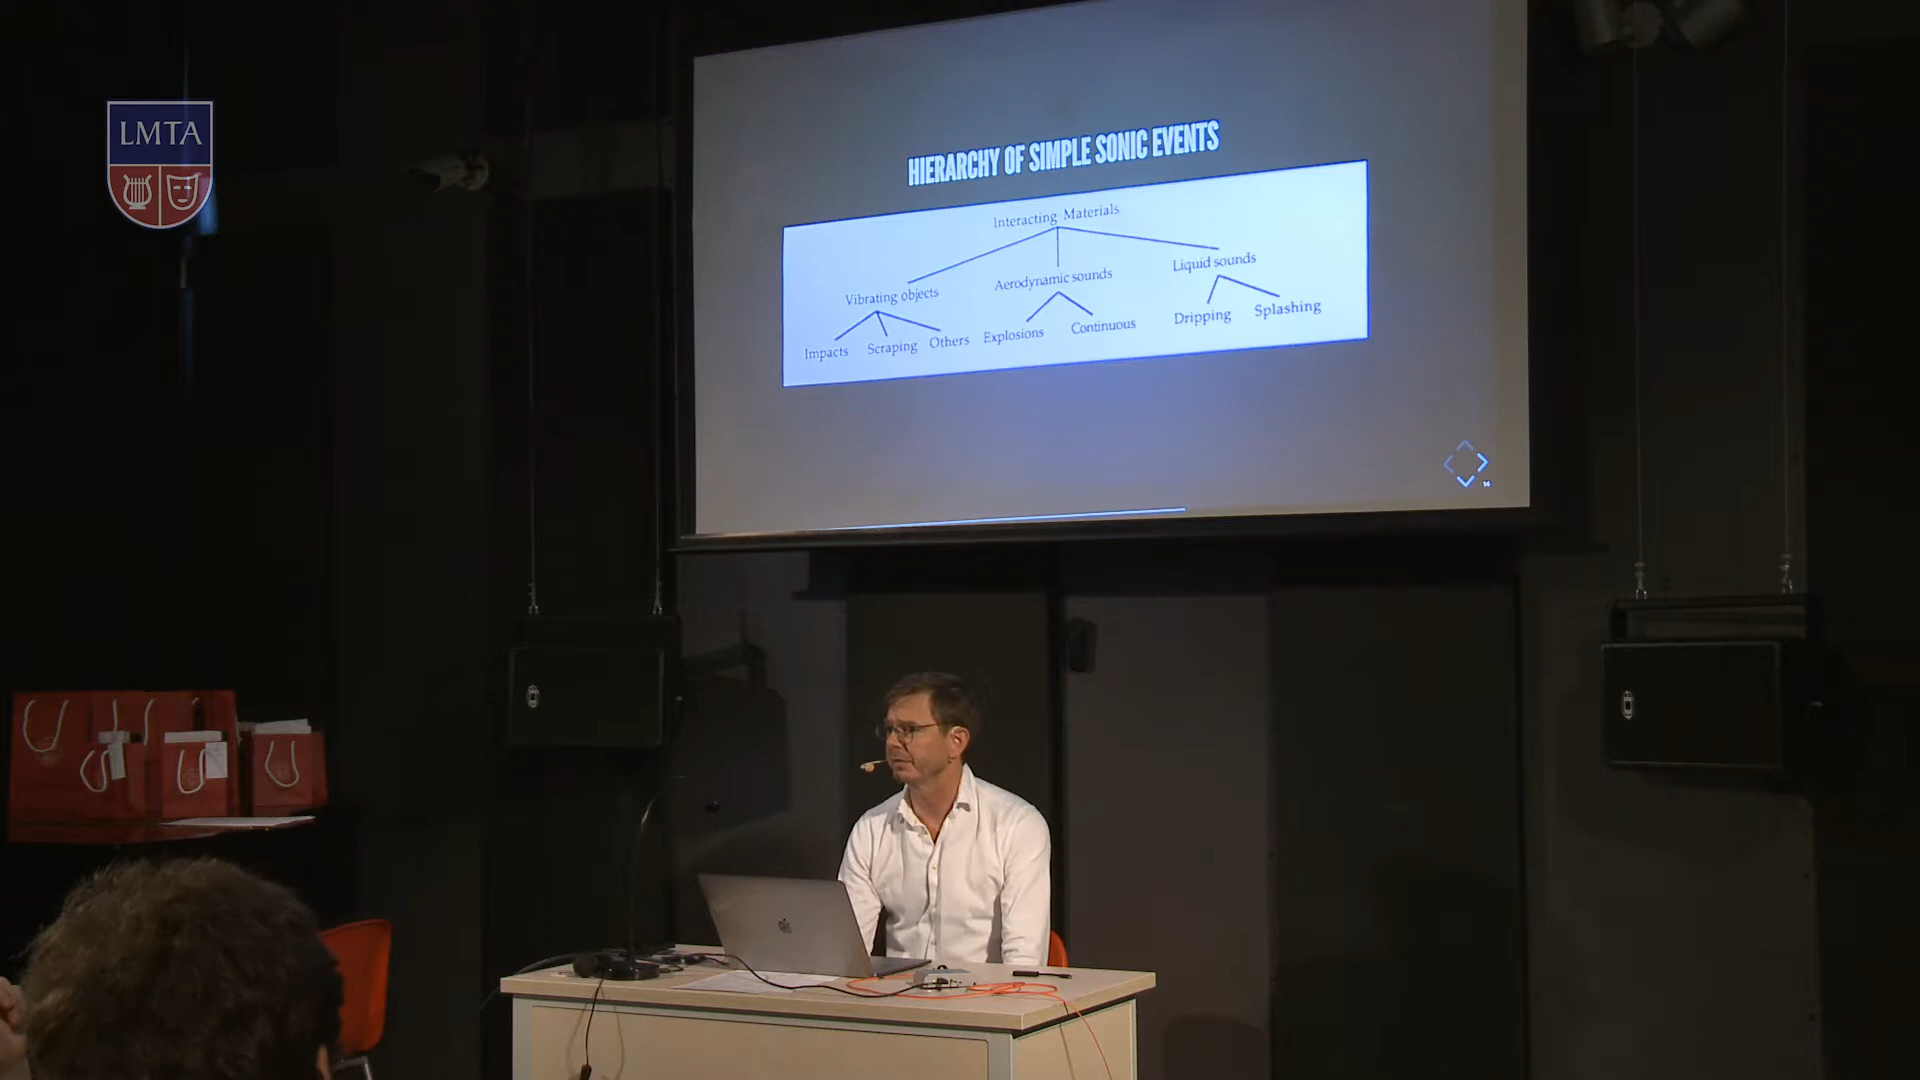 LMTA
HIERARCHY OF SIMPLE SONIC EVENTS
Interacting Materials
Vibrating objects
Aerodynamic sounds
Liquid sounds
Impacts
Scraping
Others
Explosions
Continuous
Dripping
Splashing
14